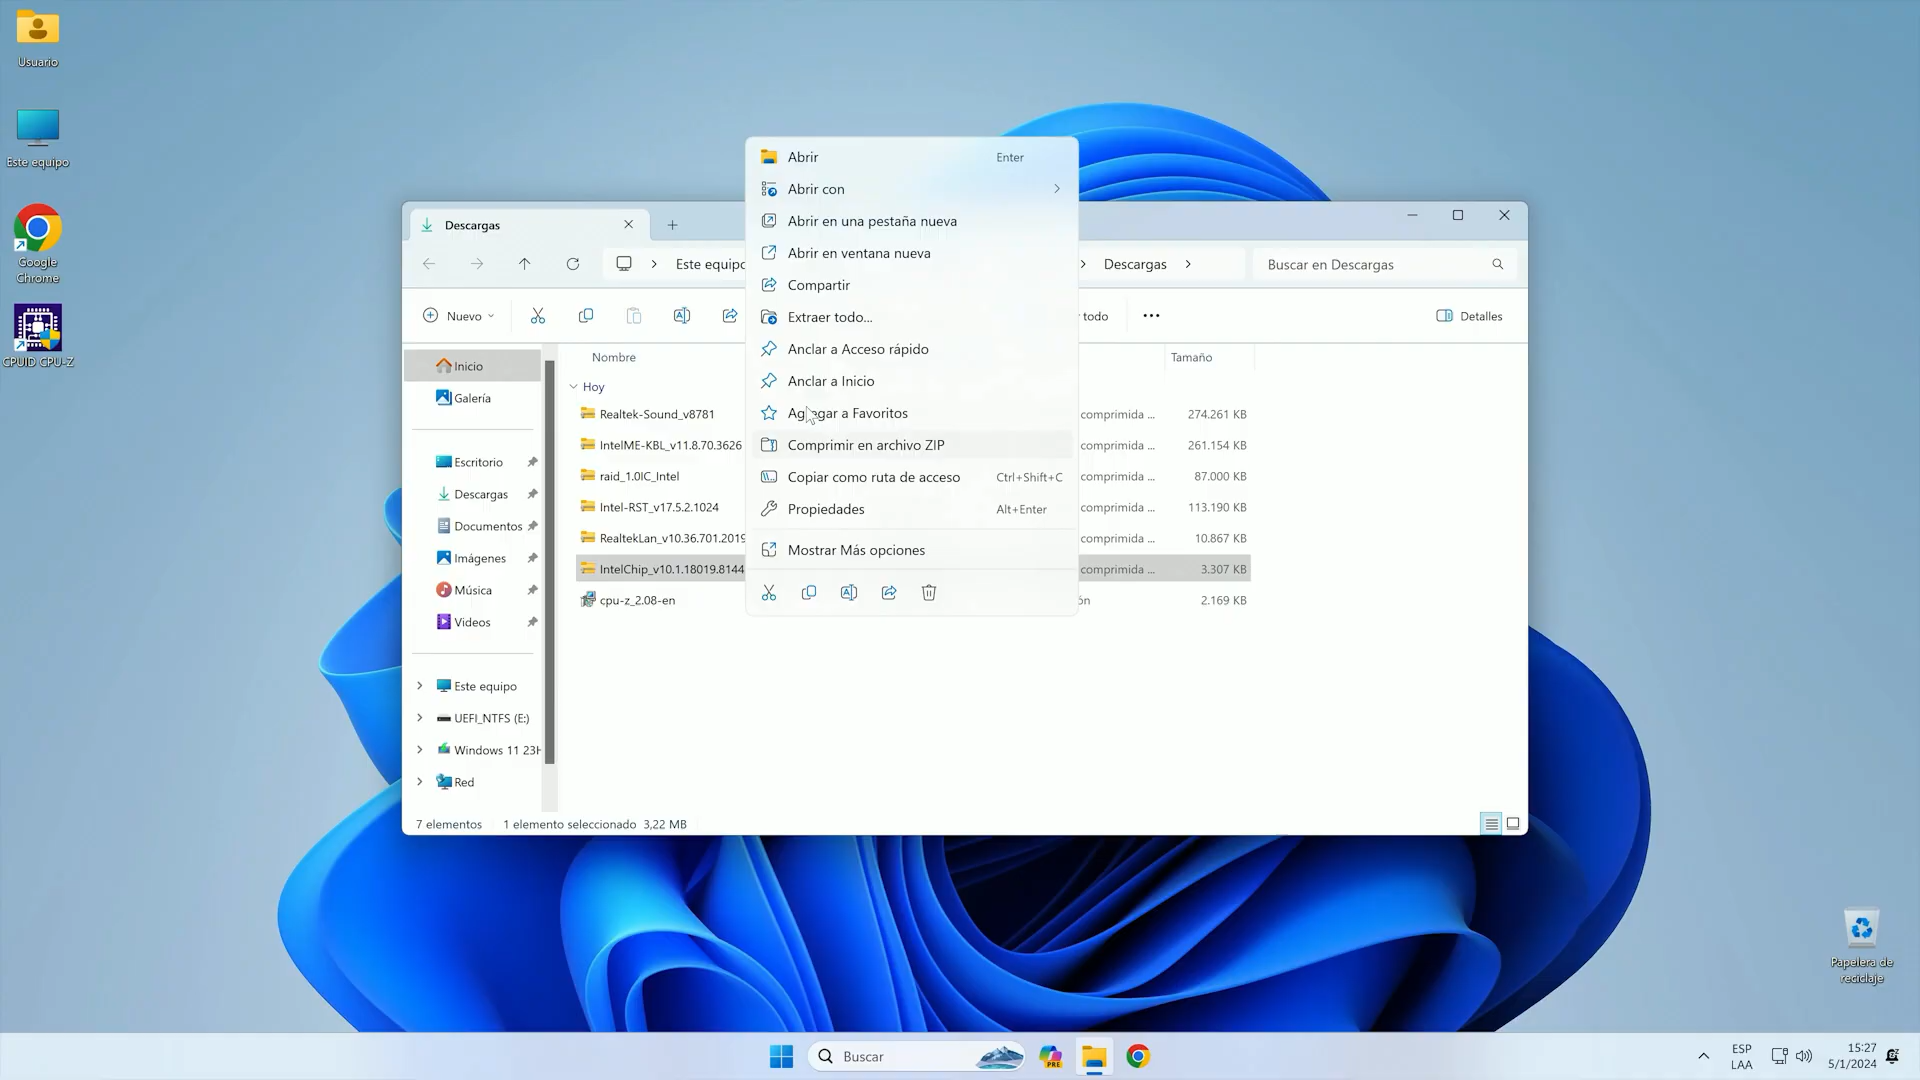 Usuario
Este equipo
Google
Chrome
CPUID CPU-Z
Abrir Enter
Abrir con
Abrir en una pestaña nueva
Abrir en ventana nueva
Compartir
Extraer todo...
Anclar a Acceso rápido
Anclar a Inicio
Agregar a Favoritos
Comprimir en archivo ZIP
Copiar como ruta de acceso Ctrl+Shift+C
Propiedades Alt+Enter
Mostrar Más opciones
Descargas
Este equipo Descargas
Buscar en Descargas
Nuevo
todo
Detalles
Inicio
Galería
Escritorio
Descargas
Documentos
Imágenes
Música
Videos
Este equipo
UEFI_NTFS (E:)
Windows 11 23H
Red
Nombre Tamaño
Hoy
Realtek-Sound_v8781 comprimida ... 274.261 KB
IntelME-KBL_v11.8.70.3626 comprimida ... 261.154 KB
raid_1.0IC_Intel comprimida ... 87.000 KB
Intel-RST_v17.5.2.1024 comprimida ... 113.190 KB
RealtekLan_v10.36.701.2019 comprimida ... 10.867 KB
IntelChip_v10.1.18019.8144 comprimida ... 3.307 KB
cpu-z_2.08-en ón 2.169 KB
7 elementos 1 elemento seleccionado 3,22 MB
Papelera de
reciclaje
Buscar
PRE
ESP
LAA
15:27
5/1/2024